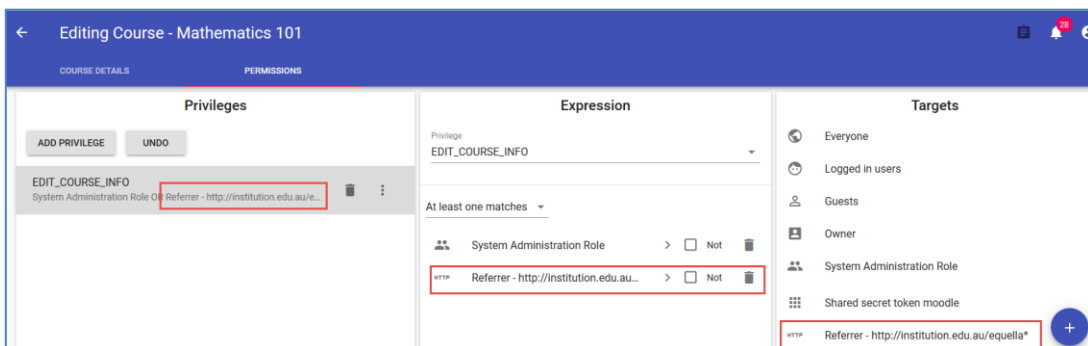 Editing Course - Mathematics 101
28
COURSE DETAILS
PERMISSIONS
Privileges
ADD PRIVILEGE
UNDO
EDIT_COURSE_INFO
System Administration Role OR Referrer - http://institution.edu.au/e...
Expression
Privilege
EDIT_COURSE_INFO
At least one matches
System Administration Role
Not
HTTP
Referrer - http://institution.edu.au...
Not
Targets
Everyone
Logged in users
Guests
Owner
System Administration Role
Shared secret token moodle
HTTP
Referrer - http://institution.edu.au/equella*